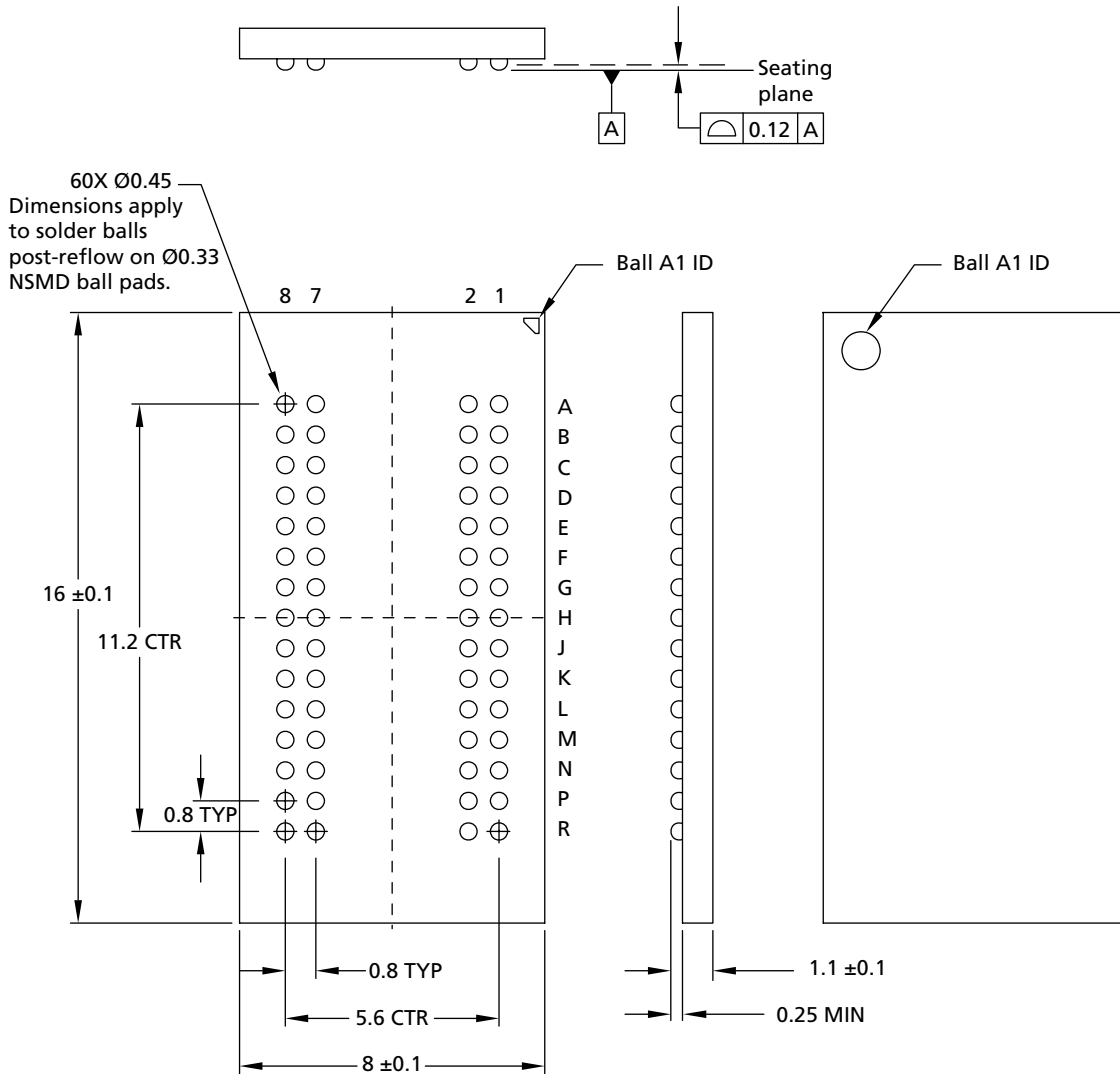 Seating
plane
A
0.12 A
60X Ø0.45
Dimensions apply
to solder balls
post-reflow on Ø0.33
NSMD ball pads.
Ball A1 ID
Ball A1 ID
8 7 2 1
A
B
C
D
E
F
G
H
J
K
L
M
N
P
R
16 ±0.1
11.2 CTR
0.8 TYP
0.8 TYP
5.6 CTR
8 ±0.1
1.1 ±0.1
0.25 MIN